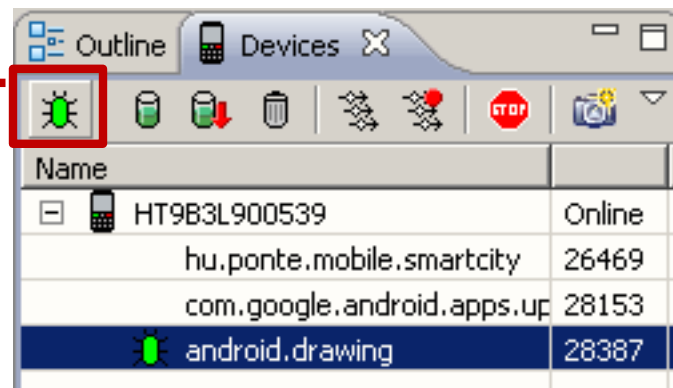 Outline Devices
STOP
Name
HT9B3L900539 Online
hu.ponte.mobile.smartcity 26469
com.google.android.apps.up 28153
android.drawing 28387